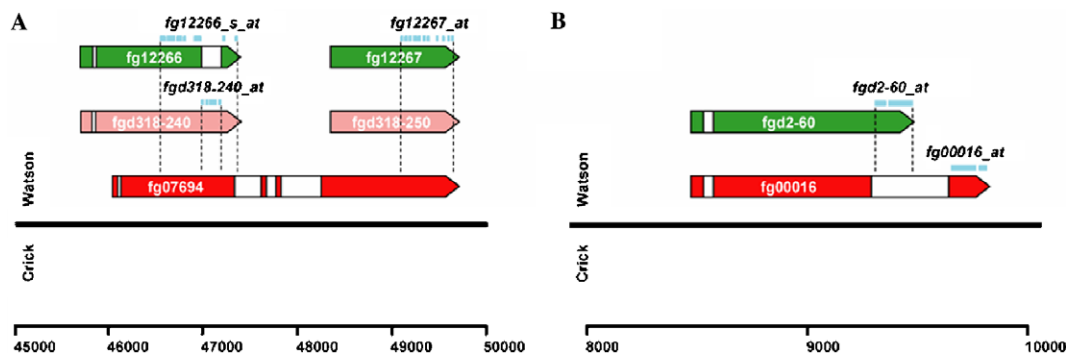 A
fg12266_s_at
fg12267_at
fg12266
fg12267
fgd318-240_at
fgd318-240
fgd318-250
fg07694
Watson
Crick
45000 46000 47000 48000 49000 50000
B
fgd2-60_at
fgd2-60
fg00016_at
fg00016
Watson
Crick
8000 9000 10000